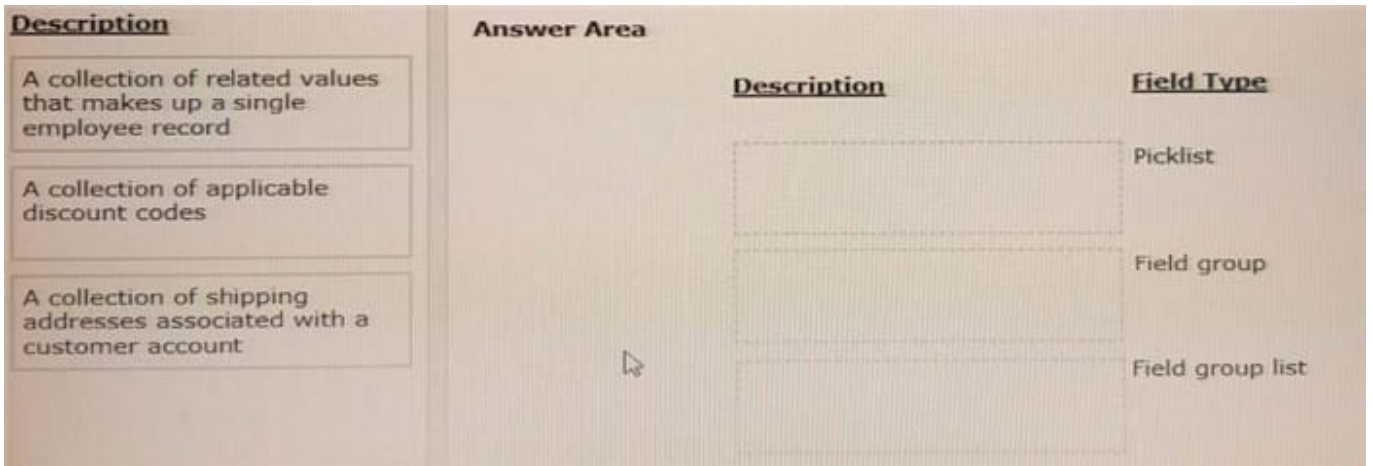 Description
A collection of related values
that makes up a single
employee record
A collection of applicable
discount codes
A collection of shipping
addresses associated with a
customer account
Answer Area
Description
Field Type
Picklist
Field group
Field group list